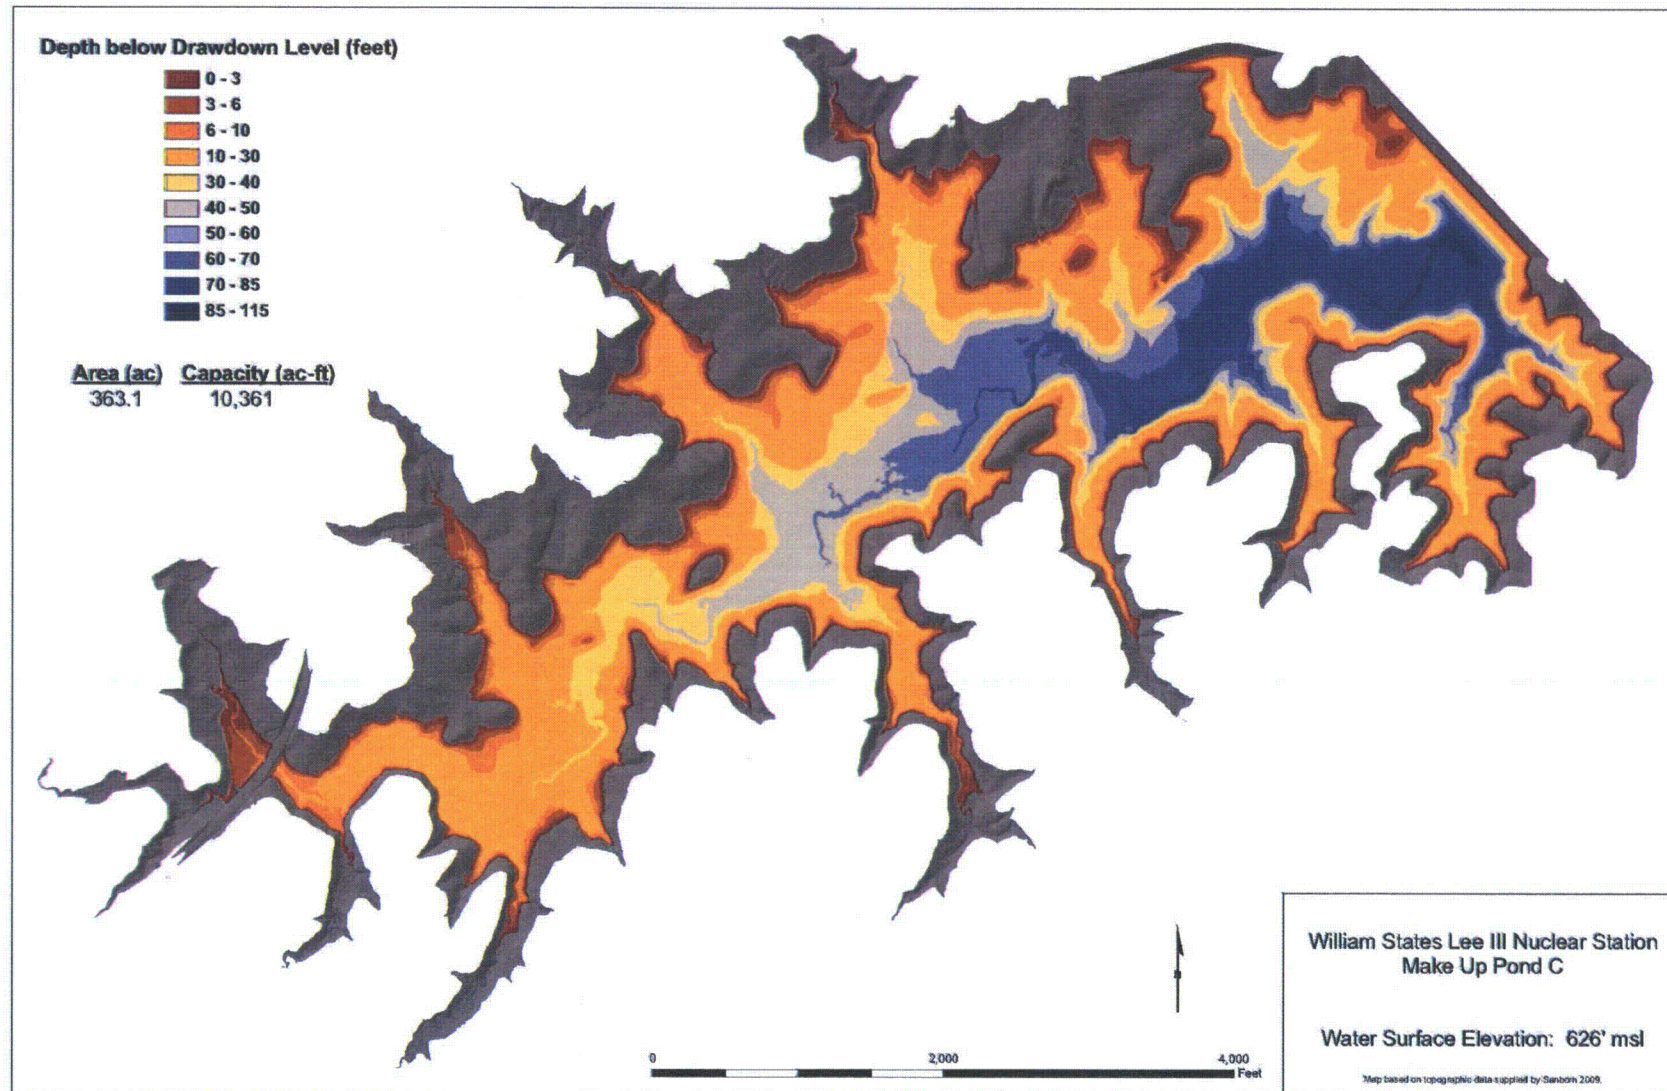 Depth below Drawdown Level (feet)
0 - 3
3 - 6
6 - 10
10 - 30
30 - 40
40 - 50
50 - 60
60 - 70
70 - 85
85 - 115
Area (ac) Capacity (ac-ft)
363.1 10,361
0 2,000 4,000
Feet
William States Lee III Nuclear Station
Make Up Pond C
Water Surface Elevation: 626' msl
*Map based on topographic data supplied by Sanborn 2009.